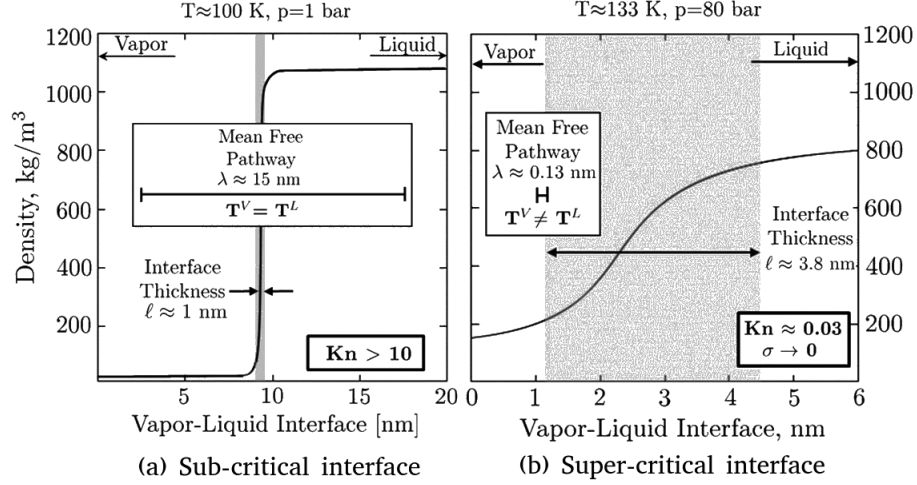 T≈100 K, p=1 bar
1200
1000
800
600
400
200
Density, kg/m³
Vapor
Liquid
Mean Free
Pathway
λ ≈ 15 nm
T^V = T^L
Interface
Thickness
ℓ ≈ 1 nm
Kn > 10
5
10
15
20
Vapor-Liquid Interface [nm]
(a) Sub-critical interface
T≈133 K, p=80 bar
Vapor
Liquid
1200
1000
800
600
400
200
Mean Free
Pathway
λ ≈ 0.13 nm
H
T^V ≠ T^L
Interface
Thickness
ℓ ≈ 3.8 nm
Kn ≈ 0.03
σ → 0
0
1
2
3
4
5
6
Vapor-Liquid Interface, nm
(b) Super-critical interface